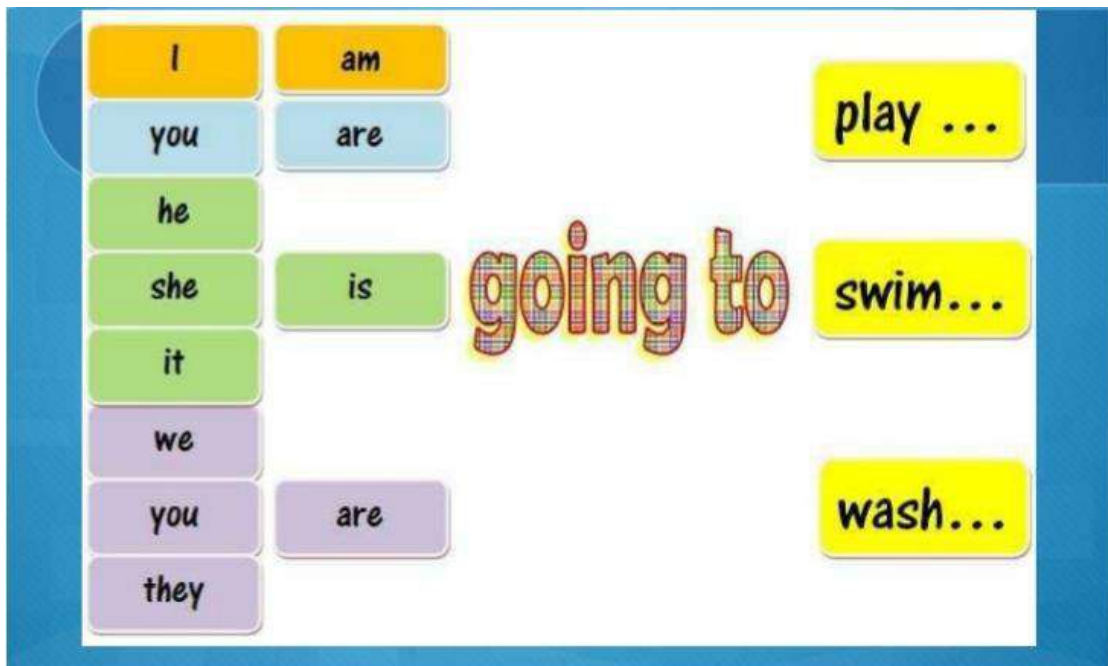 I am
you are
he
she is
it
we
you are
they
going to
play ...
swim...
wash...